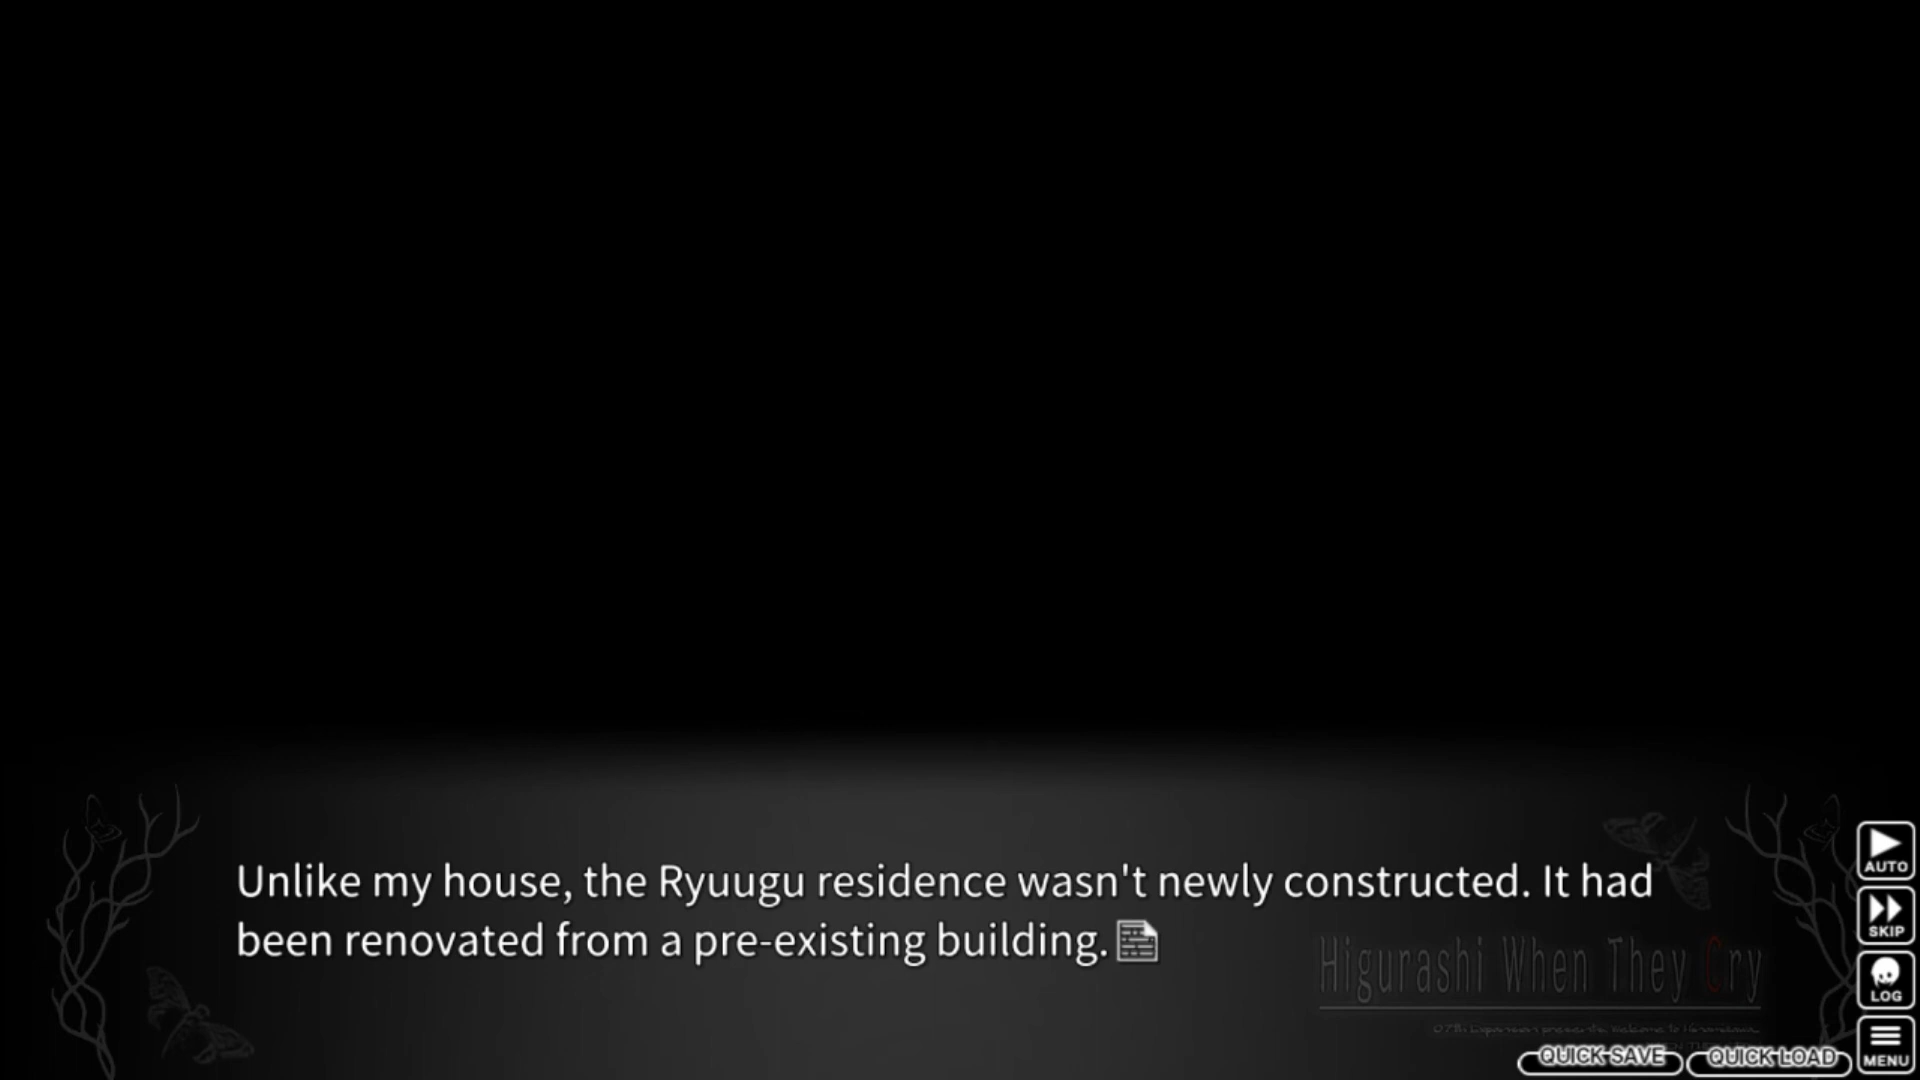 Unlike my house, the Ryuugu residence wasn't newly constructed. It had
been renovated from a pre-existing building.
Higurashi When They Cry
AUTO
SKIP
LOG
MENU
QUICK SAVE
QUICK LOAD